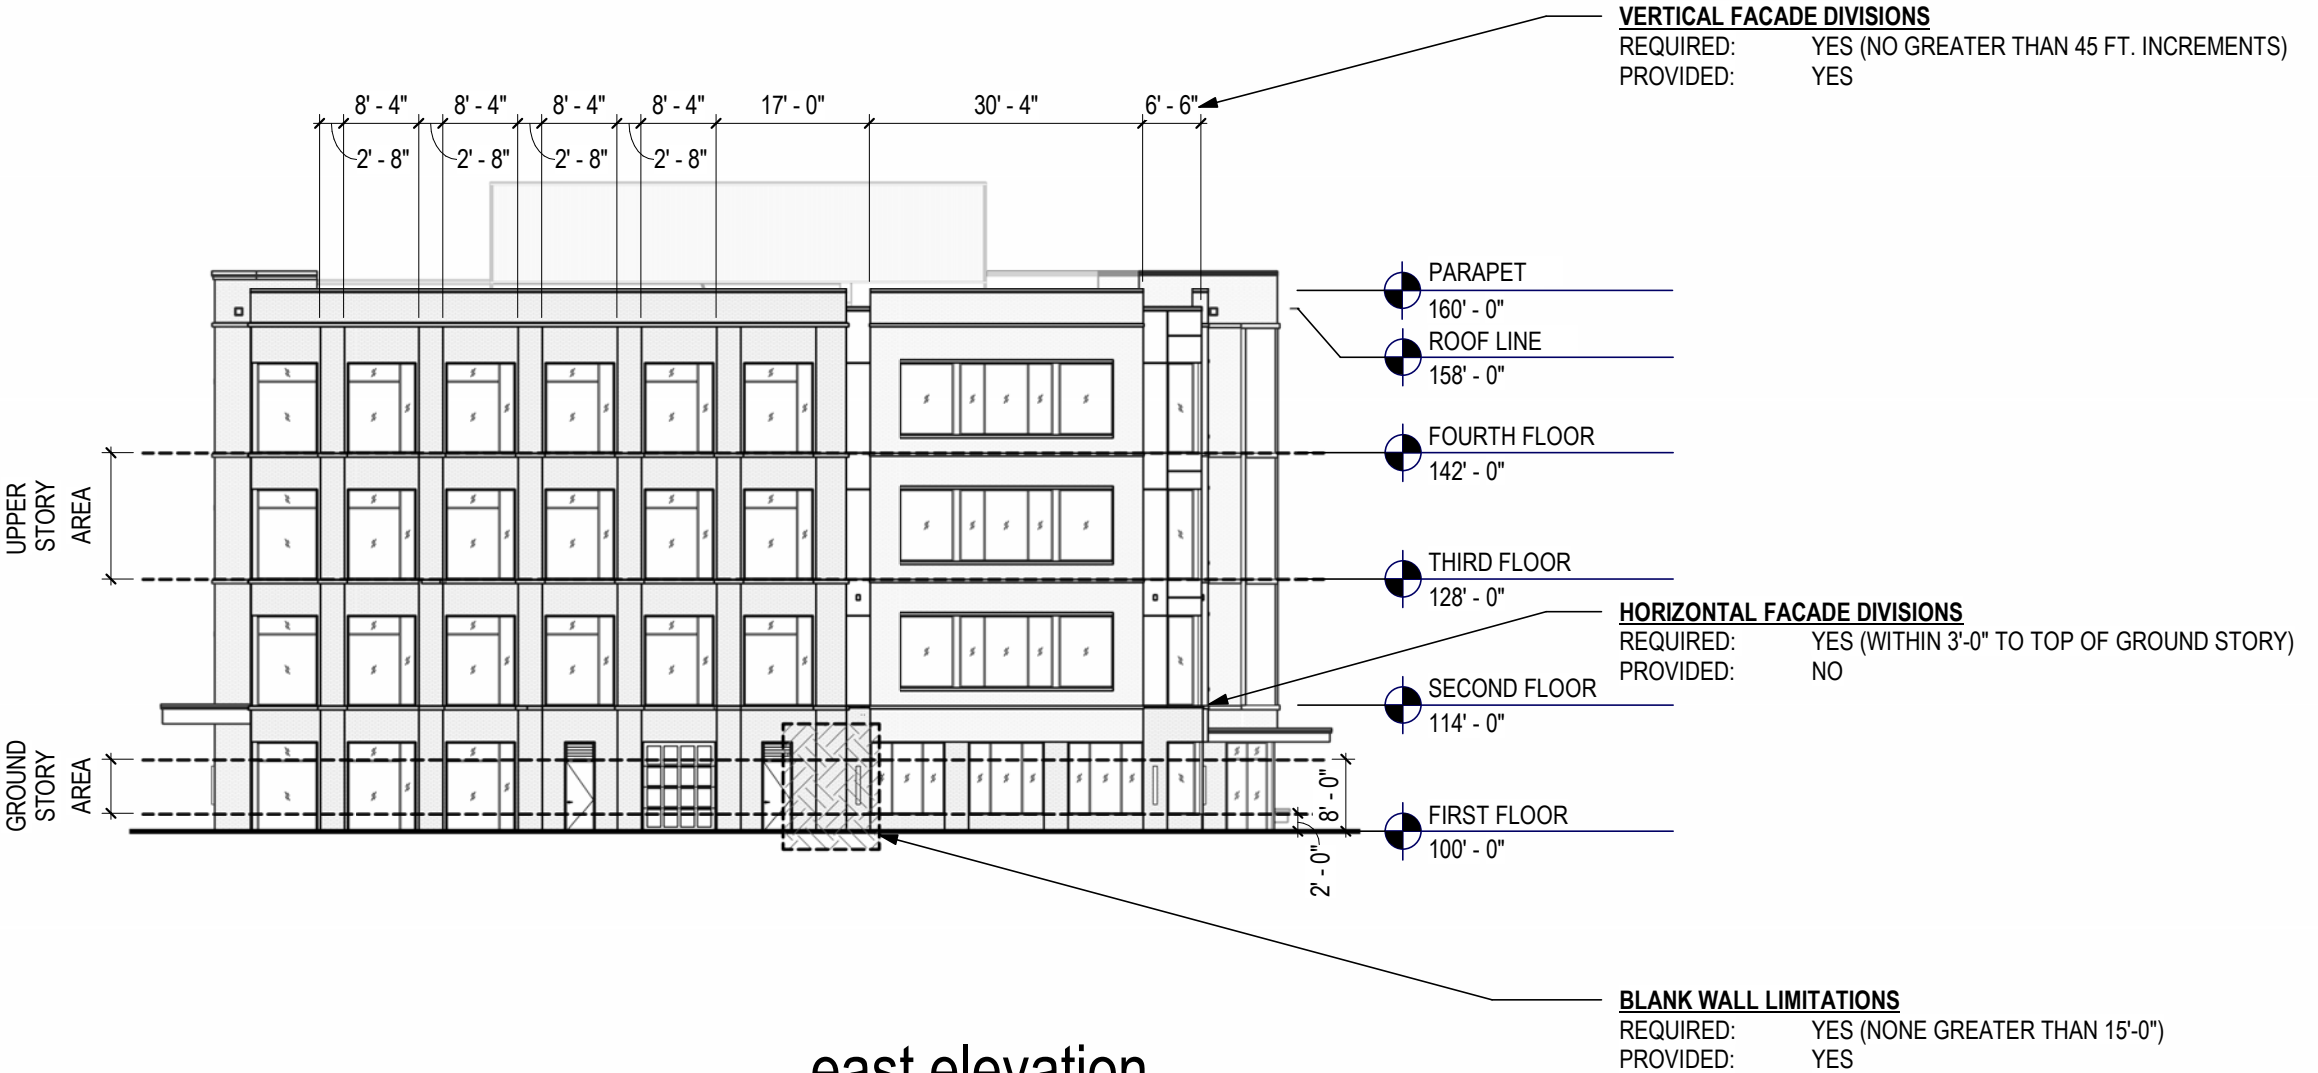 VERTICAL FACADE DIVISIONS
REQUIRED: YES (NO GREATER THAN 45 FT. INCREMENTS)
PROVIDED: YES
8' - 4" 8' - 4" 8' - 4" 8' - 4" 17' - 0" 30' - 4" 6' - 6"
2' - 8" 2' - 8" 2' - 8" 2' - 8"
PARAPET
160' - 0"
ROOF LINE
158' - 0"
FOURTH FLOOR
142' - 0"
UPPER
STORY
AREA
THIRD FLOOR
128' - 0"
HORIZONTAL FACADE DIVISIONS
REQUIRED: YES (WITHIN 3'-0" TO TOP OF GROUND STORY)
PROVIDED: NO
SECOND FLOOR
114' - 0"
GROUND
STORY
AREA
8' - 0"
FIRST FLOOR
100' - 0"
2' - 0"
BLANK WALL LIMITATIONS
REQUIRED: YES (NONE GREATER THAN 15'-0")
PROVIDED: YES
east elevation